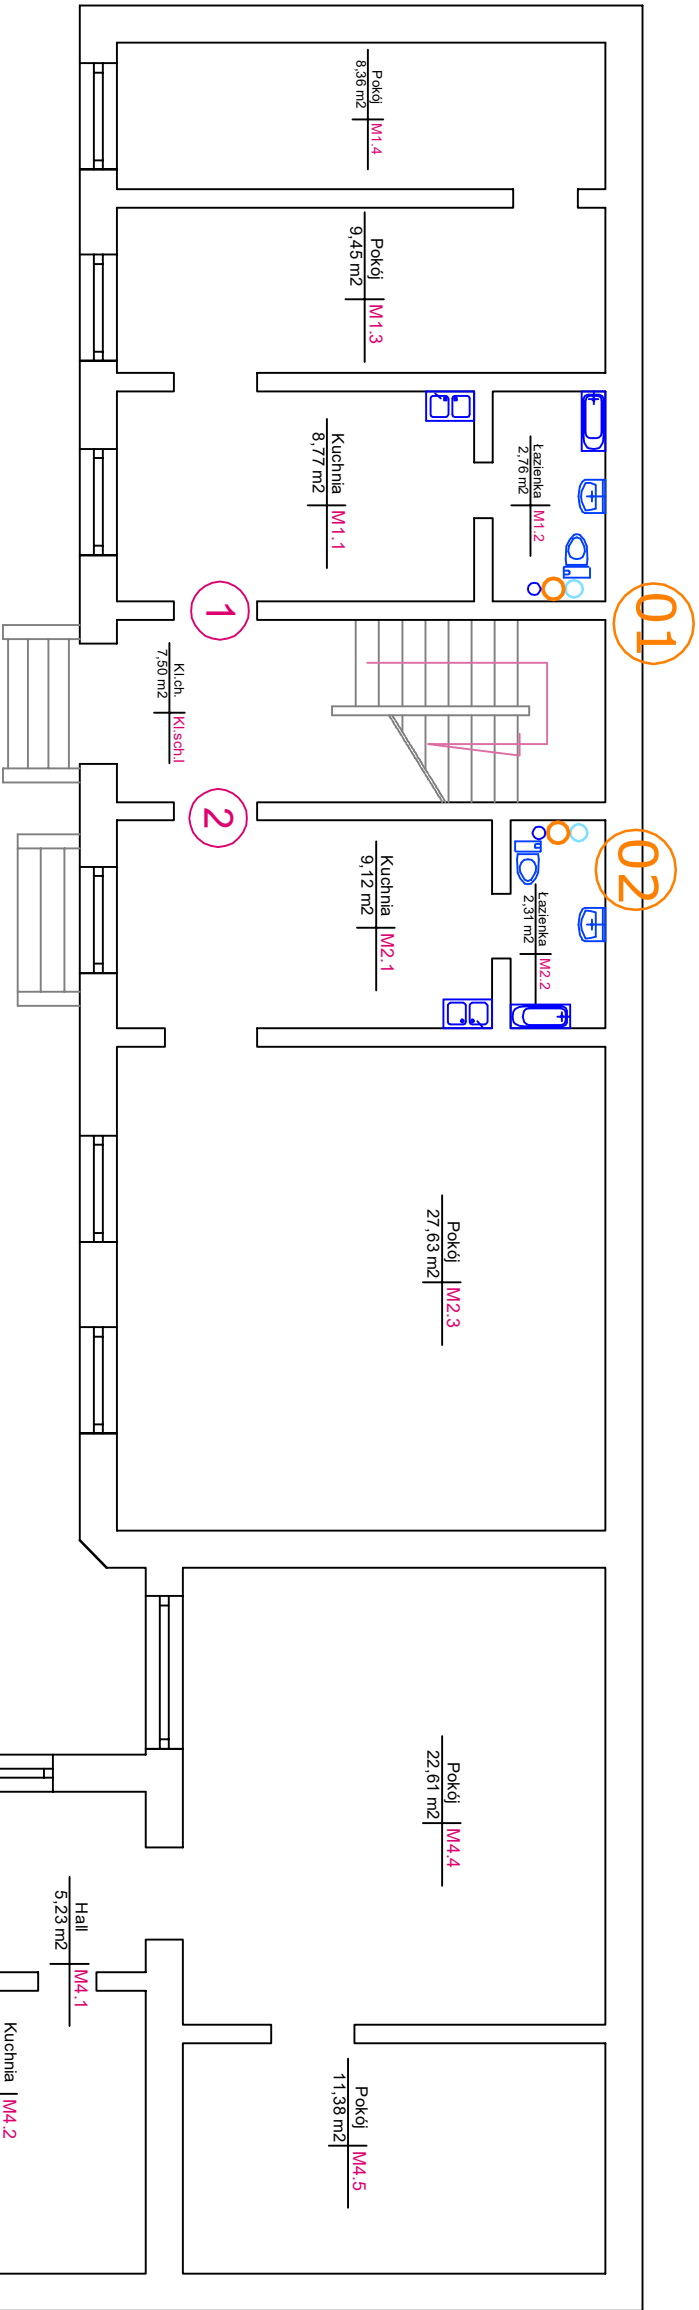 Pokój
8,36 m2
M1.4
Pokój
9,45 m2
M1.3
Kuchnia
8,77 m2
M1.1
Łazienka
2,76 m2
M1.2
01
1
Kl.ch.
7,50 m2
Kl.sch.I
2
02
Kuchnia
9,12 m2
M2.1
Łazienka
2,31 m2
M2.2
Pokój
27,63 m2
M2.3
Pokój
22,61 m2
M4.4
Hall
5,23 m2
M4.1
Kuchnia
M4.2
Pokój
11,38 m2
M4.5